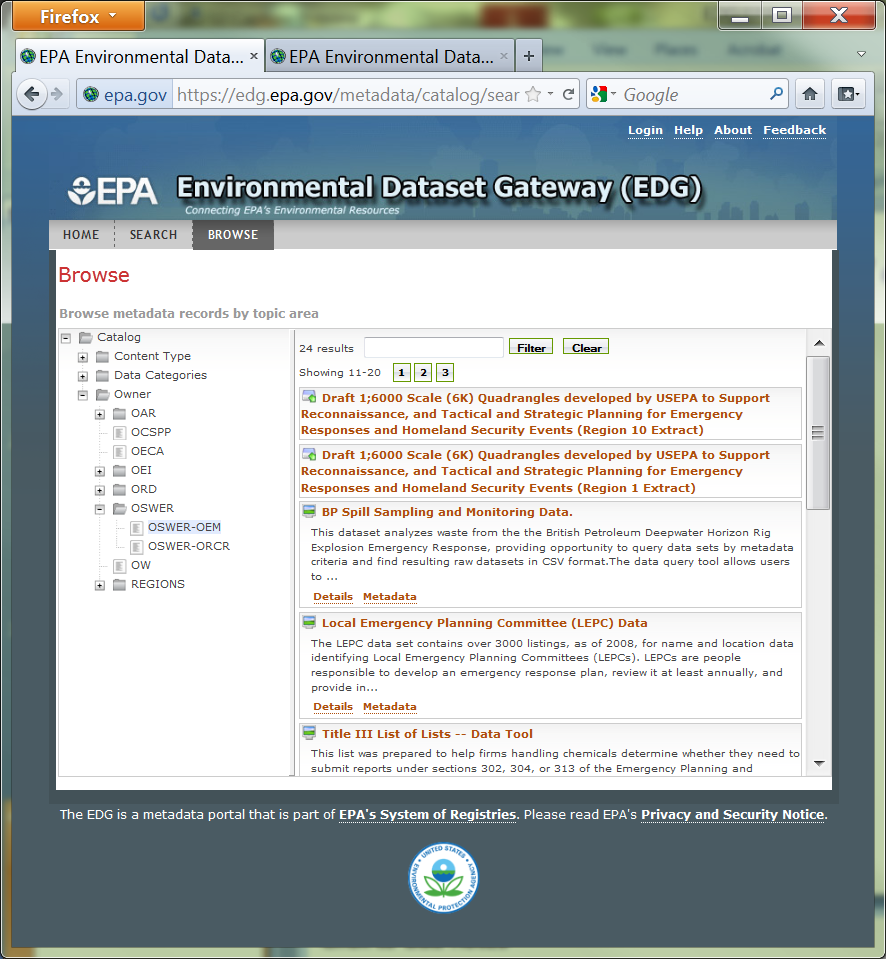 Firefox
View Places
EPA Environmental Data... × EPA Environmental Data... × +
epa.gov https://edg.epa.gov/metadata/catalog/sear Google
Login Help About Feedback
EPA Environmental Dataset Gateway (EDG)
Connecting EPA's Environmental Resources
HOME SEARCH BROWSE
Browse
Browse metadata records by topic area
Catalog
Content Type
Data Categories
Owner
OAR
OCSPP
OECA
OEI
ORD
OSWER
OSWER-OEM
OSWER-ORCR
OW
REGIONS
24 results Filter Clear
Showing 11-20 1 2 3
Draft 1;6000 Scale (6K) Quadrangles developed by USEPA to Support
Reconnaissance, and Tactical and Strategic Planning for Emergency
Responses and Homeland Security Events (Region 10 Extract)
Draft 1;6000 Scale (6K) Quadrangles developed by USEPA to Support
Reconnaissance, and Tactical and Strategic Planning for Emergency
Responses and Homeland Security Events (Region 1 Extract)
BP Spill Sampling and Monitoring Data.
This dataset analyzes waste from the the British Petroleum Deepwater Horizon Rig
Explosion Emergency Response, providing opportunity to query data sets by metadata
criteria and find resulting raw datasets in CSV format.The data query tool allows users
to ...
Details Metadata
Local Emergency Planning Committee (LEPC) Data
The LEPC data set contains over 3000 listings, as of 2008, for name and location data
identifying Local Emergency Planning Committees (LEPCs). LEPCs are people
responsible to develop an emergency response plan, review it at least annually, and
provide in...
Details Metadata
Title III List of Lists -- Data Tool
This list was prepared to help firms handling chemicals determine whether they need to
submit reports under sections 302, 304, or 313 of the Emergency Planning and
The EDG is a metadata portal that is part of EPA's System of Registries. Please read EPA's Privacy and Security Notice.
UNITED STATES
ENVIRONMENTAL PROTECTION AGENCY